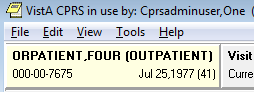 VistA CPRS in use by: Cprsadminuser,One (
File Edit View Tools Help
ORPATIENT,FOUR (OUTPATIENT) Visit
000-00-7675 Jul 25,1977 (41) Curre